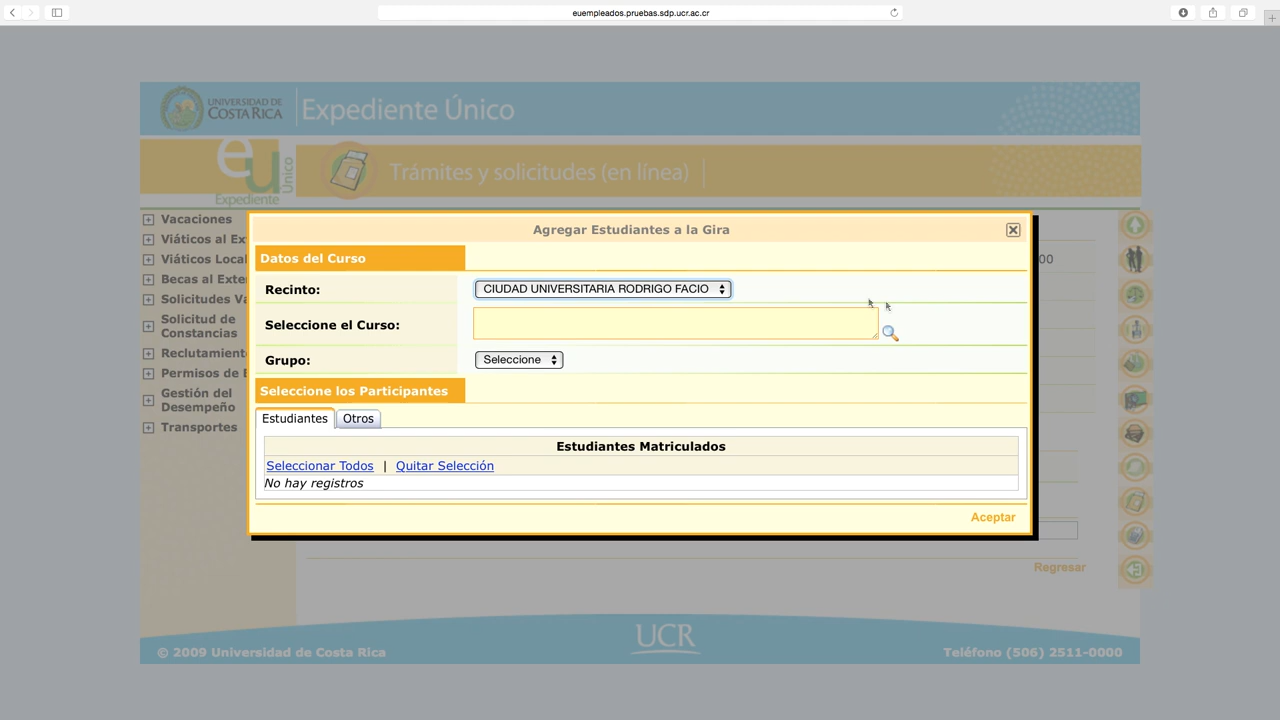 euempleados.pruebas.sdp.ucr.ac.cr
UNIVERSIDAD DE
COSTA RICA
Expediente Único
eu
Único
Expediente
Trámites y solicitudes (en línea)
Vacaciones
Viáticos al Ex
Viáticos Local
Becas al Exte
Solicitudes Va
Solicitud de
Constancias
Reclutamient
Permisos de E
Gestión del
Desempeño
Transportes
Agregar Estudiantes a la Gira
00
Datos del Curso
Recinto:
CIUDAD UNIVERSITARIA RODRIGO FACIO
Seleccione el Curso:
Grupo:
Seleccione
Seleccione los Participantes
Estudiantes
Otros
Estudiantes Matriculados
Seleccionar Todos | Quitar Selección
No hay registros
Aceptar
Regresar
UCR
© 2009 Universidad de Costa Rica
Teléfono (506) 2511-0000